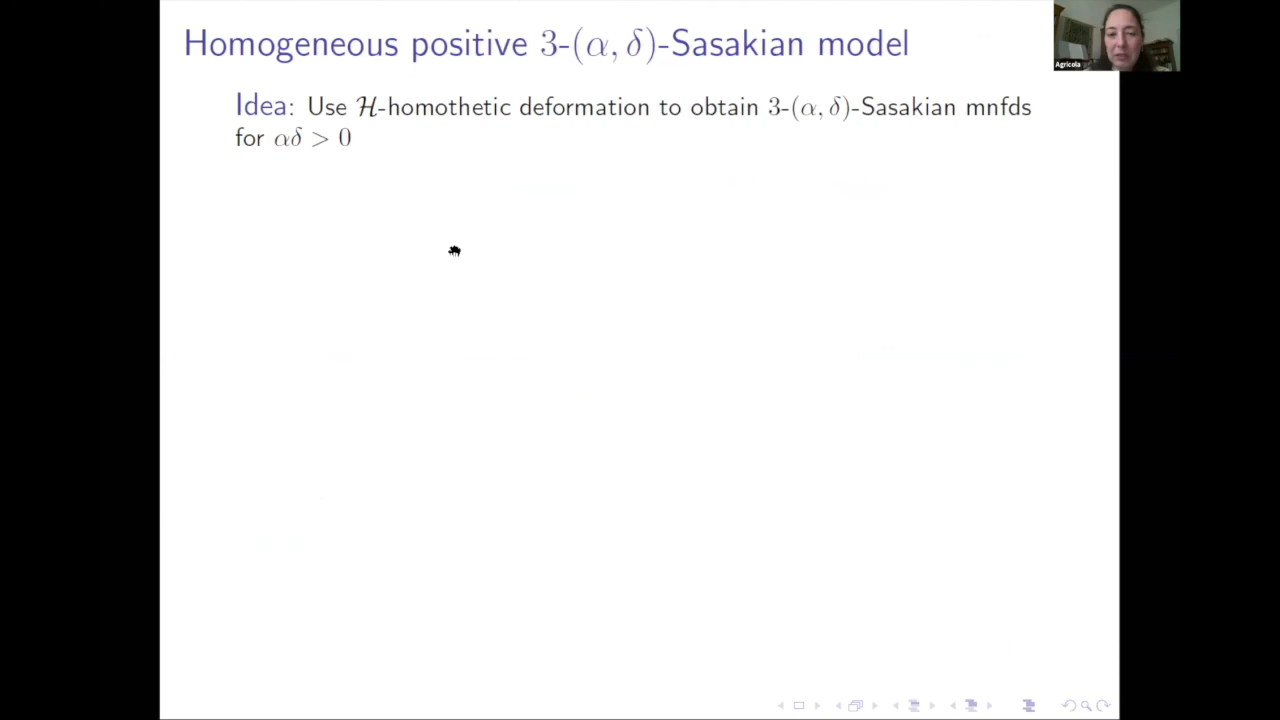 Homogeneous positive 3-(α, δ)-Sasakian model
Agricola
Idea: Use ℋ-homothetic deformation to obtain 3-(α, δ)-Sasakian mnfds
for αδ > 0